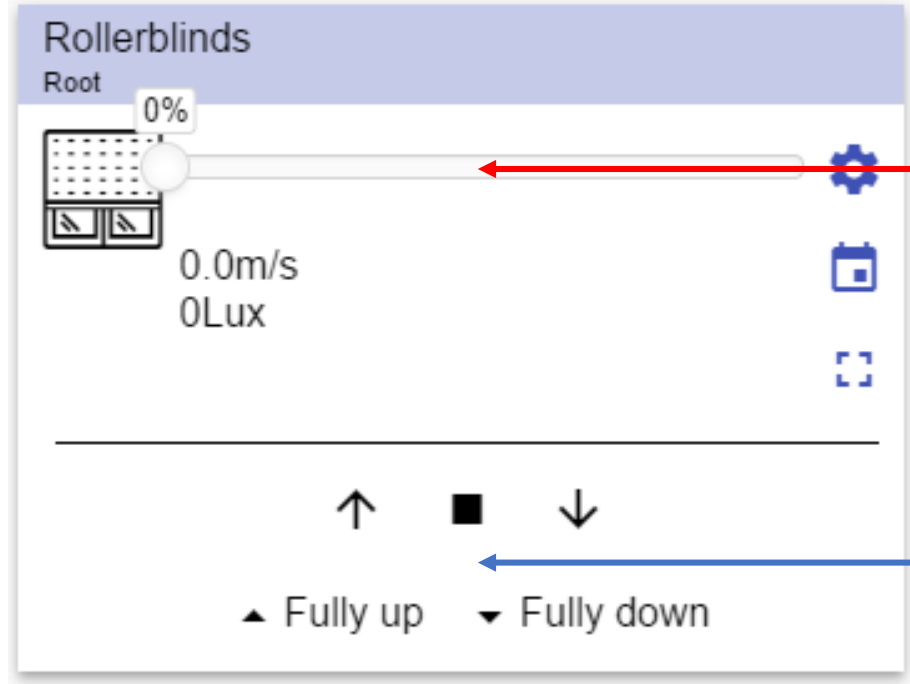 Rollerblinds
Root
0%
0.0m/s
0Lux
Fully up Fully down